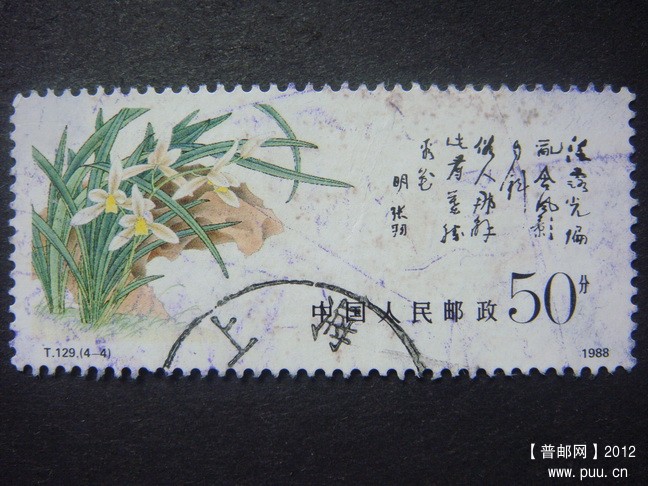 泣露光偏
乱含风影
自斜
俗人那解
此看叶胜
看花
明 张羽
中国人民邮政 50分
上海
T.129.(4-4)
1988
【普邮网】2012
www.puu.cn